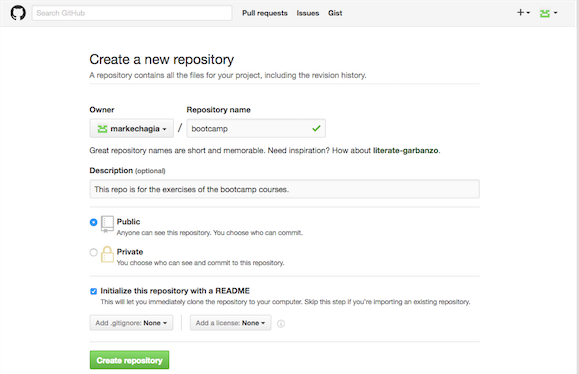 Search GitHub Pull requests Issues Gist
Create a new repository
A repository contains all the files for your project, including the revision history.
Owner Repository name
markechagia / bootcamp
Great repository names are short and memorable. Need inspiration? How about literate-garbanzo.
Description (optional)
This repo is for the exercises of the bootcamp courses.
Public
Anyone can see this repository. You choose who can commit.
Private
You choose who can see and commit to this repository.
Initialize this repository with a README
This will let you immediately clone the repository to your computer. Skip this step if you're importing an existing repository.
Add .gitignore: None Add a license: None
Create repository